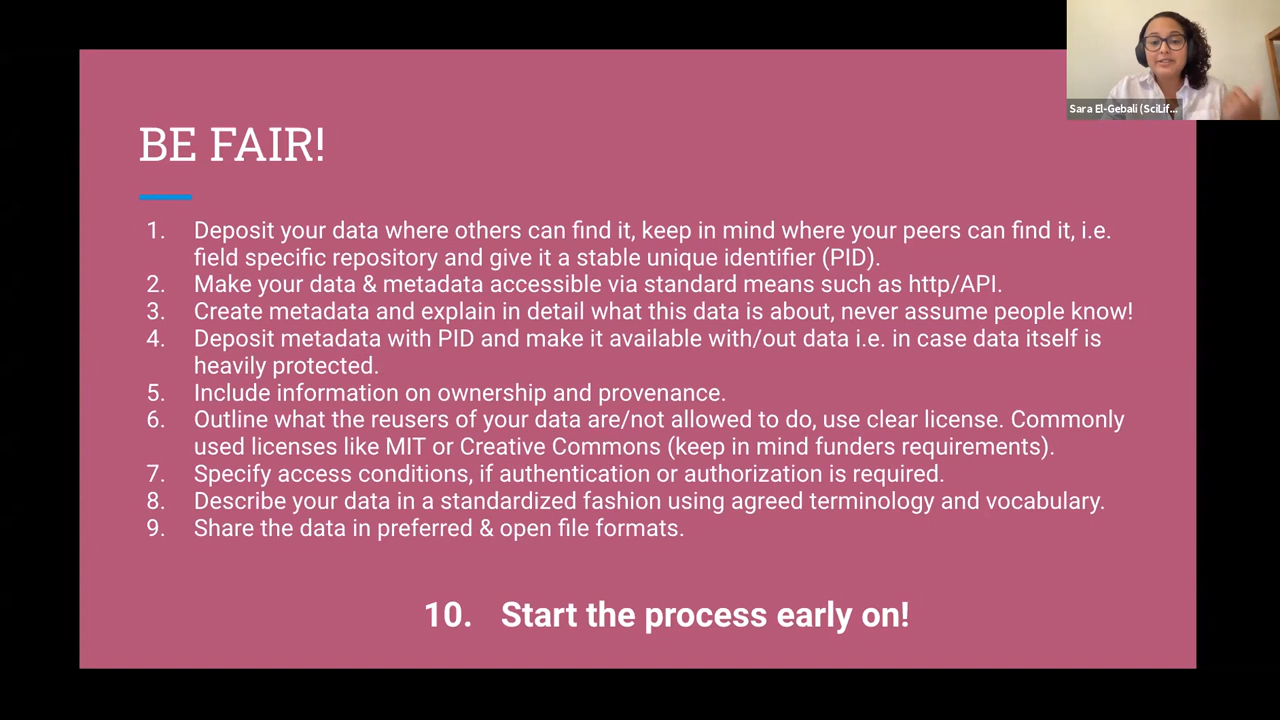 Sara El-Gebali (SciLif...
BE FAIR!
1. Deposit your data where others can find it, keep in mind where your peers can find it, i.e.
field specific repository and give it a stable unique identifier (PID).
2. Make your data & metadata accessible via standard means such as http/API.
3. Create metadata and explain in detail what this data is about, never assume people know!
4. Deposit metadata with PID and make it available with/out data i.e. in case data itself is
heavily protected.
5. Include information on ownership and provenance.
6. Outline what the reusers of your data are/not allowed to do, use clear license. Commonly
used licenses like MIT or Creative Commons (keep in mind funders requirements).
7. Specify access conditions, if authentication or authorization is required.
8. Describe your data in a standardized fashion using agreed terminology and vocabulary.
9. Share the data in preferred & open file formats.
10. Start the process early on!